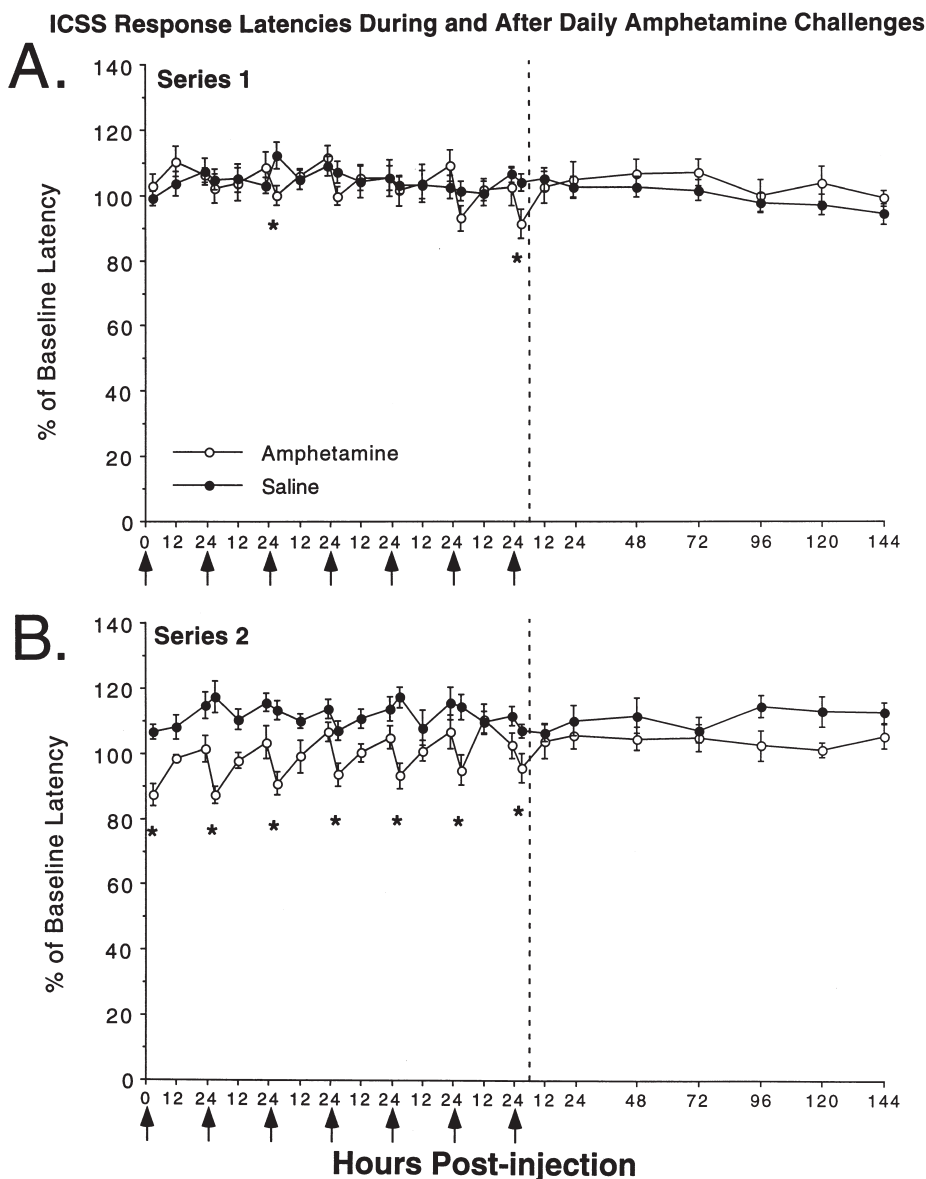 ICSS Response Latencies During and After Daily Amphetamine Challenges
A.
Series 1
140
120
100
80
60
40
20
0
% of Baseline Latency
*
*
Amphetamine
Saline
0 12 24 12 24 12 24 12 24 12 24 12 24 12 24 48 72 96 120 144
B.
Series 2
140
120
100
80
60
40
20
0
% of Baseline Latency
* * * * * * *
0 12 24 12 24 12 24 12 24 12 24 12 24 12 24 48 72 96 120 144
Hours Post-injection